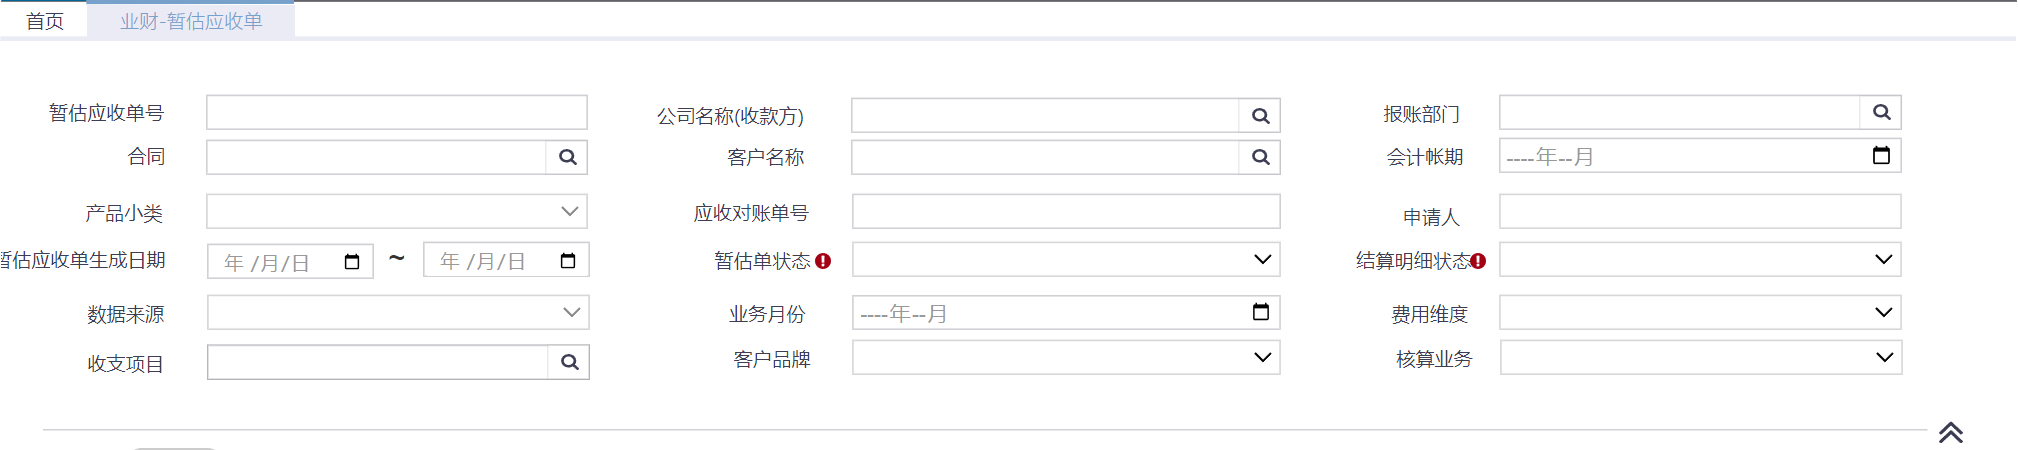 首页 业财-暂估应收单
暂估应收单号 公司名称(收款方) 报账部门
合同 客户名称 会计帐期 ----年--月
产品小类 应收对账单号 申请人
暂估应收单生成日期 年 /月/日 ~ 年 /月/日 暂估单状态 结算明细状态
数据来源 业务月份 ----年--月 费用维度
收支项目 客户品牌 核算业务